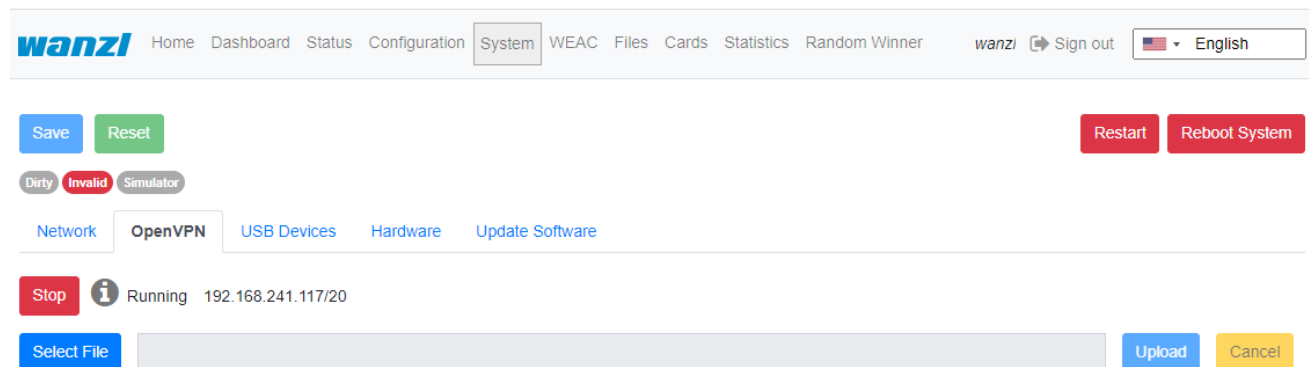 wanzl Home Dashboard Status Configuration System WEAC Files Cards Statistics Random Winner wanzl Sign out English
Save Reset Restart Reboot System
Dirty Invalid Simulator
Network OpenVPN USB Devices Hardware Update Software
Stop Running 192.168.241.117/20
Select File Upload Cancel